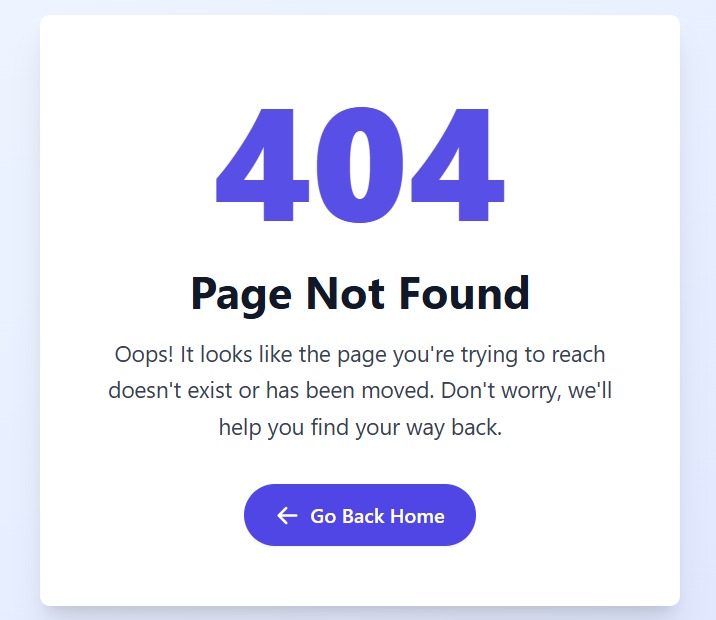 404
Page Not Found
Oops! It looks like the page you're trying to reach
doesn't exist or has been moved. Don't worry, we'll
help you find your way back.
Go Back Home